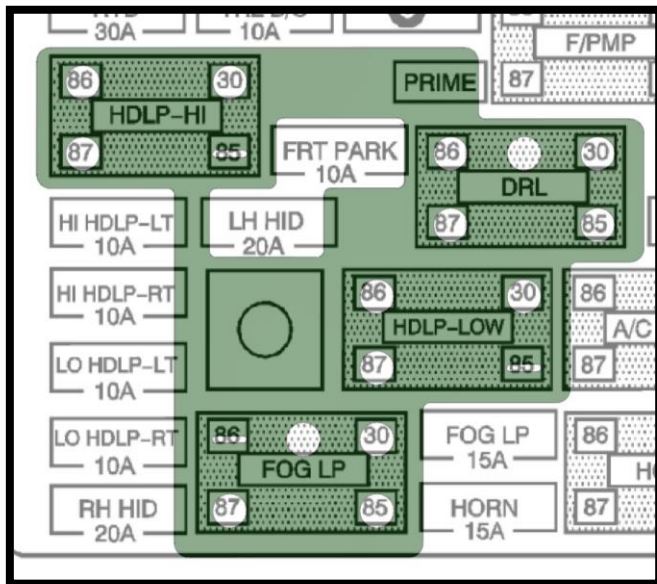 30A
10A
F/PMP
86
30
PRIME
87
HDLP-HI
87
85
FRT PARK
10A
86
30
DRL
HI HDLP-LT
10A
LH HID
20A
87
85
HI HDLP-RT
10A
86
30
86
HDLP-LOW
A/C
LO HDLP-LT
10A
87
85
87
LO HDLP-RT
10A
86
30
FOG LP
15A
86
FOG LP
RH HID
20A
87
85
HORN
15A
87